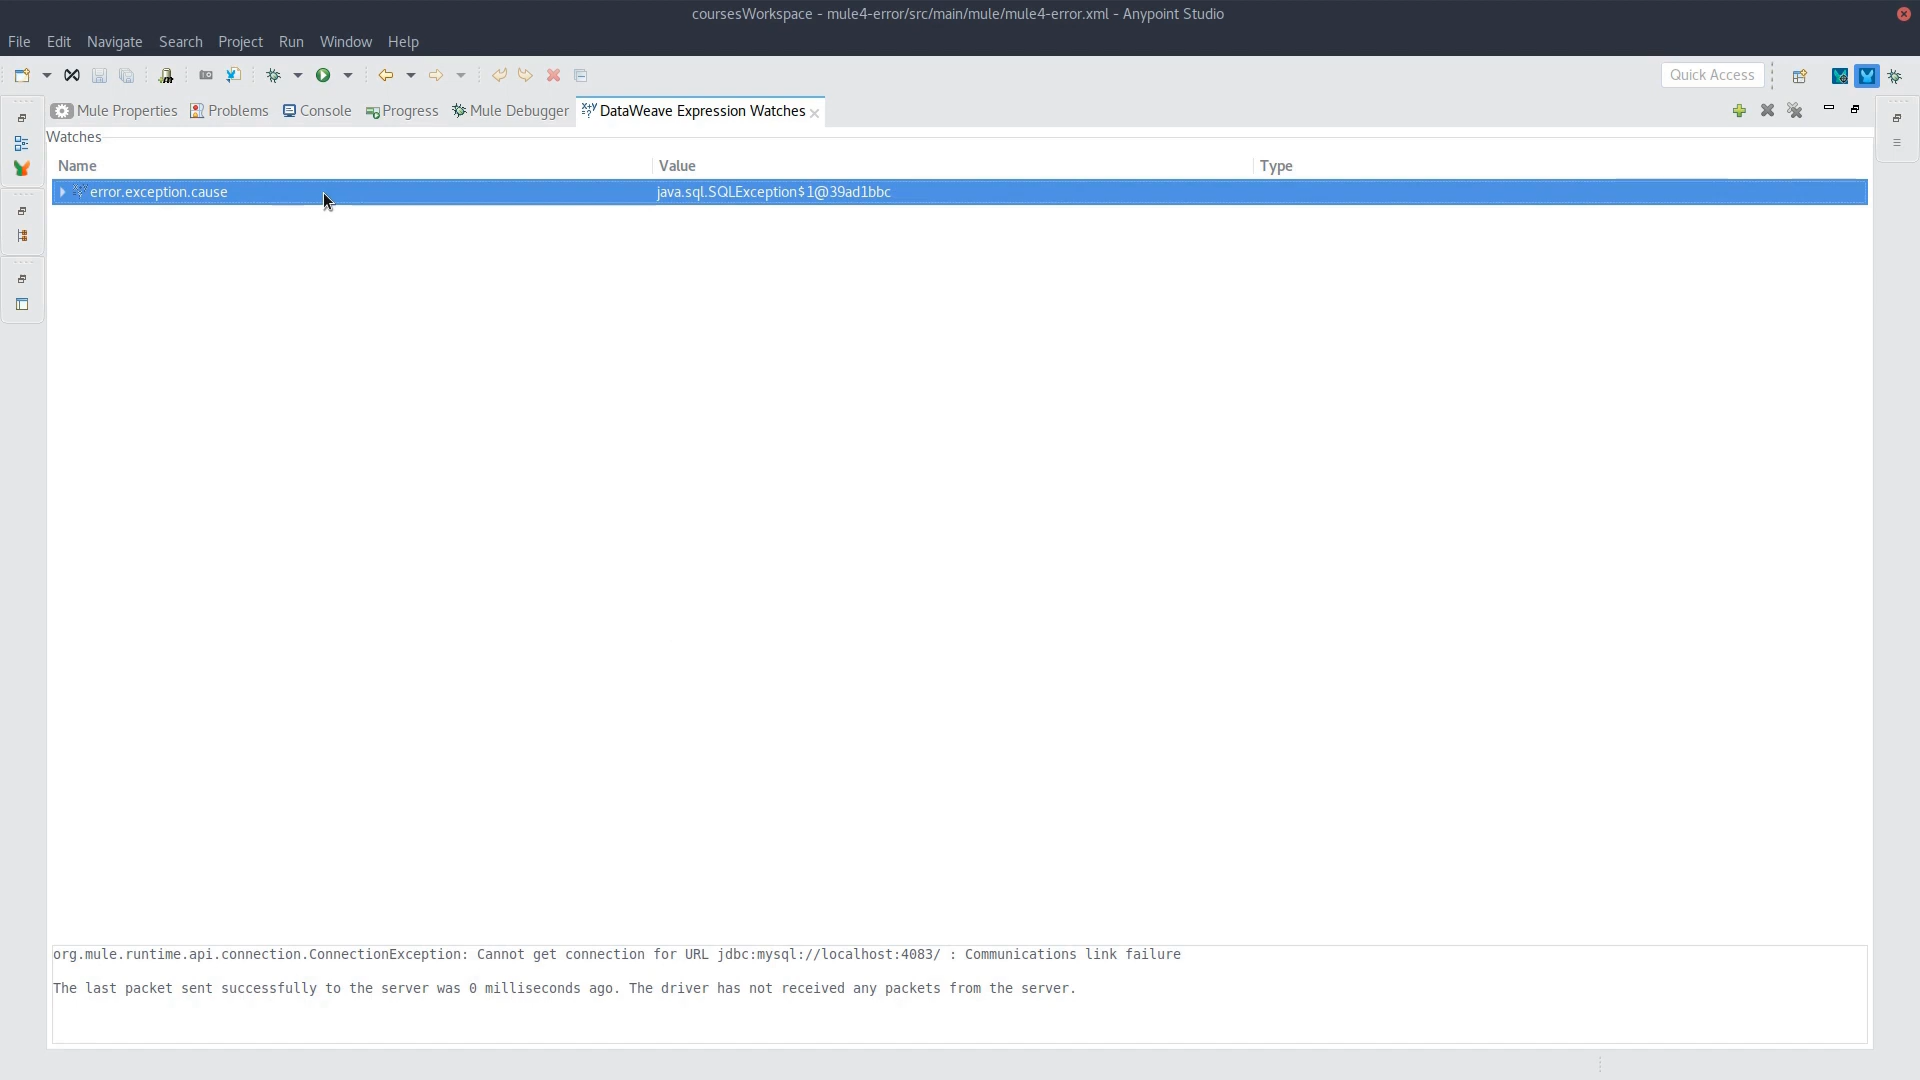 coursesWorkspace - mule4-error/src/main/mule/mule4-error.xml - Anypoint Studio
File Edit Navigate Search Project Run Window Help
Quick Access
Mule Properties Problems Console Progress Mule Debugger DataWeave Expression Watches
Watches
Name Value Type
error.exception.cause java.sql.SQLException$1@39ad1bbc
org.mule.runtime.api.connection.ConnectionException: Cannot get connection for URL jdbc:mysql://localhost:4083/ : Communications link failure
The last packet sent successfully to the server was 0 milliseconds ago. The driver has not received any packets from the server.